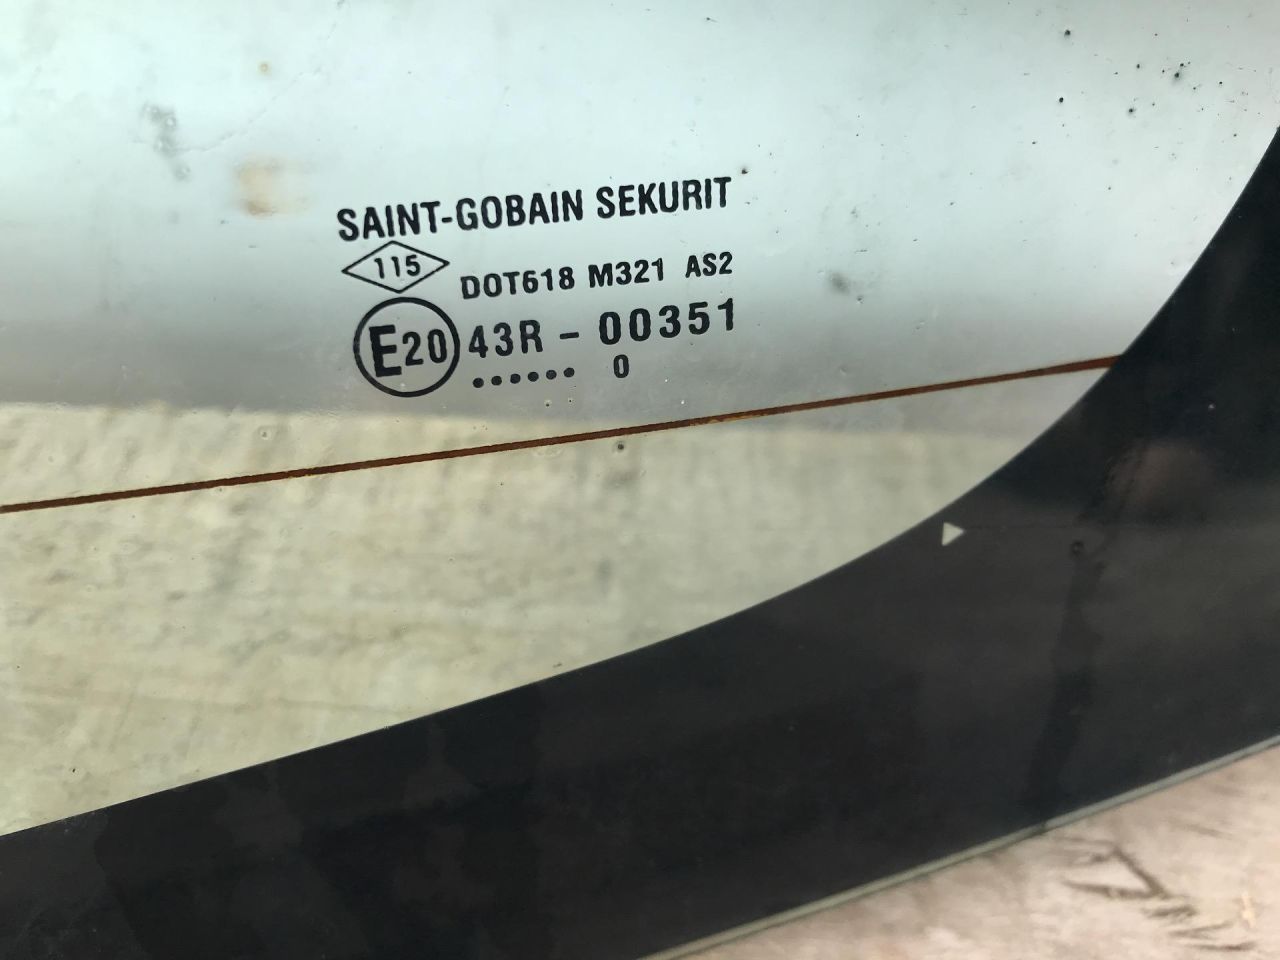 SAINT-GOBAIN SEKURIT
115
DOT618 M321 AS2
E20 43R - 00351
...... 0